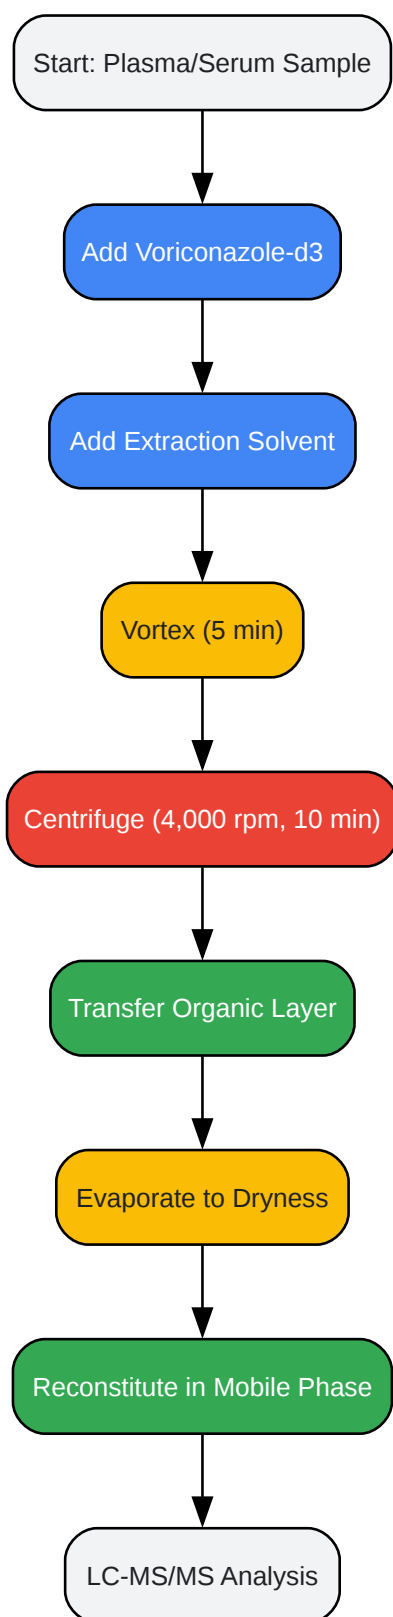 Start: Plasma/Serum Sample
Add Voriconazole-d3
Add Extraction Solvent
Vortex (5 min)
Centrifuge (4,000 rpm, 10 min)
Transfer Organic Layer
Evaporate to Dryness
Reconstitute in Mobile Phase
LC-MS/MS Analysis